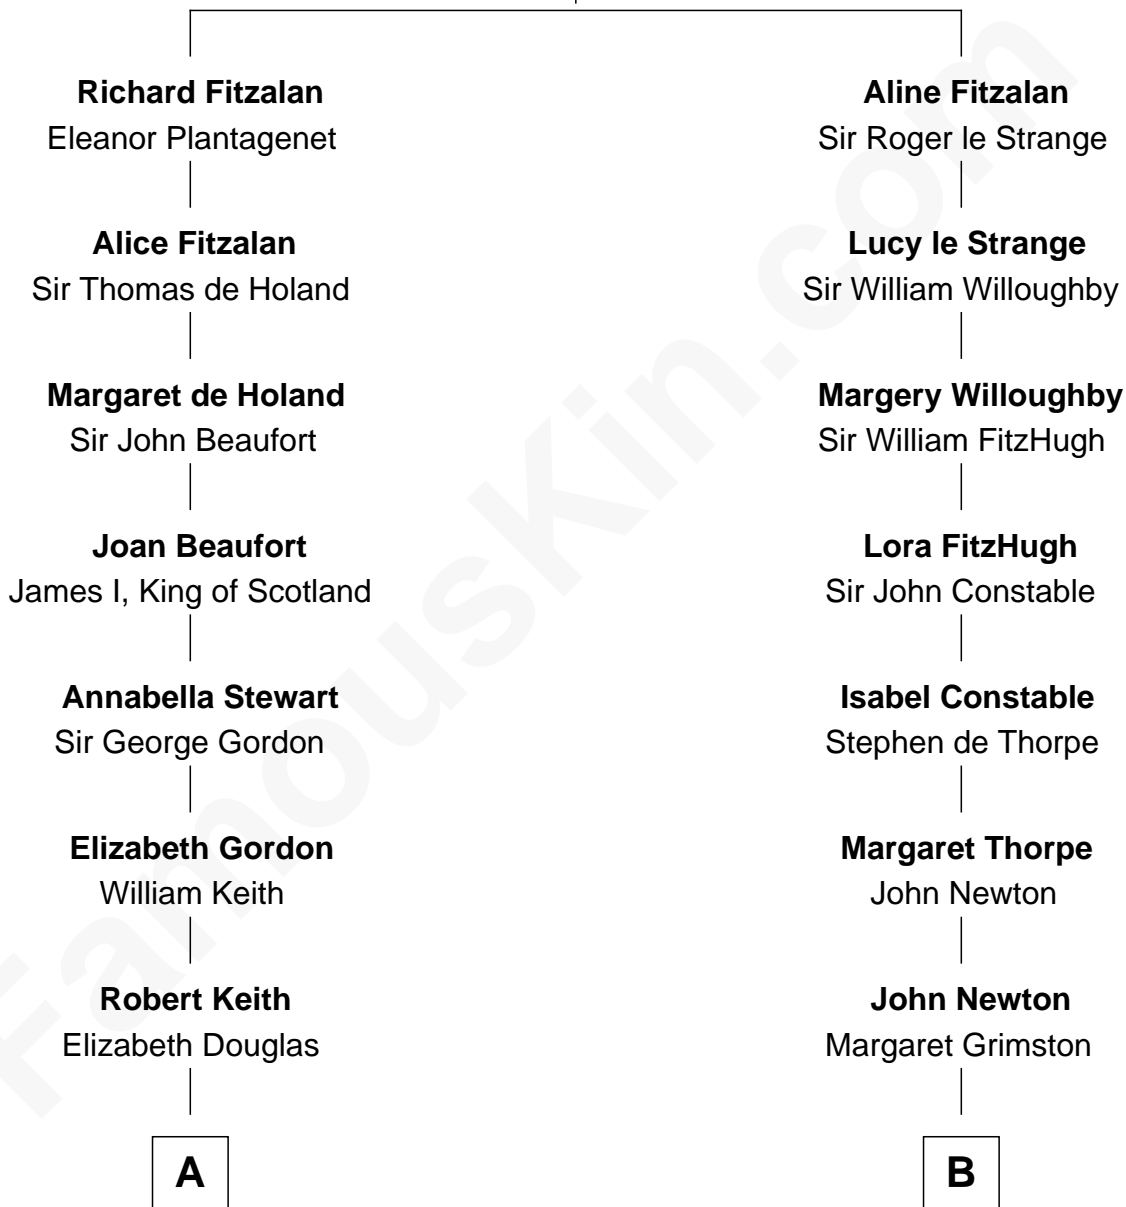 Richard Fitzalan
Eleanor Plantagenet
Alice Fitzalan
Sir Thomas de Holand
Margaret de Holand
Sir John Beaufort
Joan Beaufort
James I, King of Scotland
Annabella Stewart
Sir George Gordon
Elizabeth Gordon
William Keith
Robert Keith
Elizabeth Douglas
A
Aline Fitzalan
Sir Roger le Strange
Lucy le Strange
Sir William Willoughby
Margery Willoughby
Sir William FitzHugh
Lora FitzHugh
Sir John Constable
Isabel Constable
Stephen de Thorpe
Margaret Thorpe
John Newton
John Newton
Margaret Grimston
B
FamousKin.com